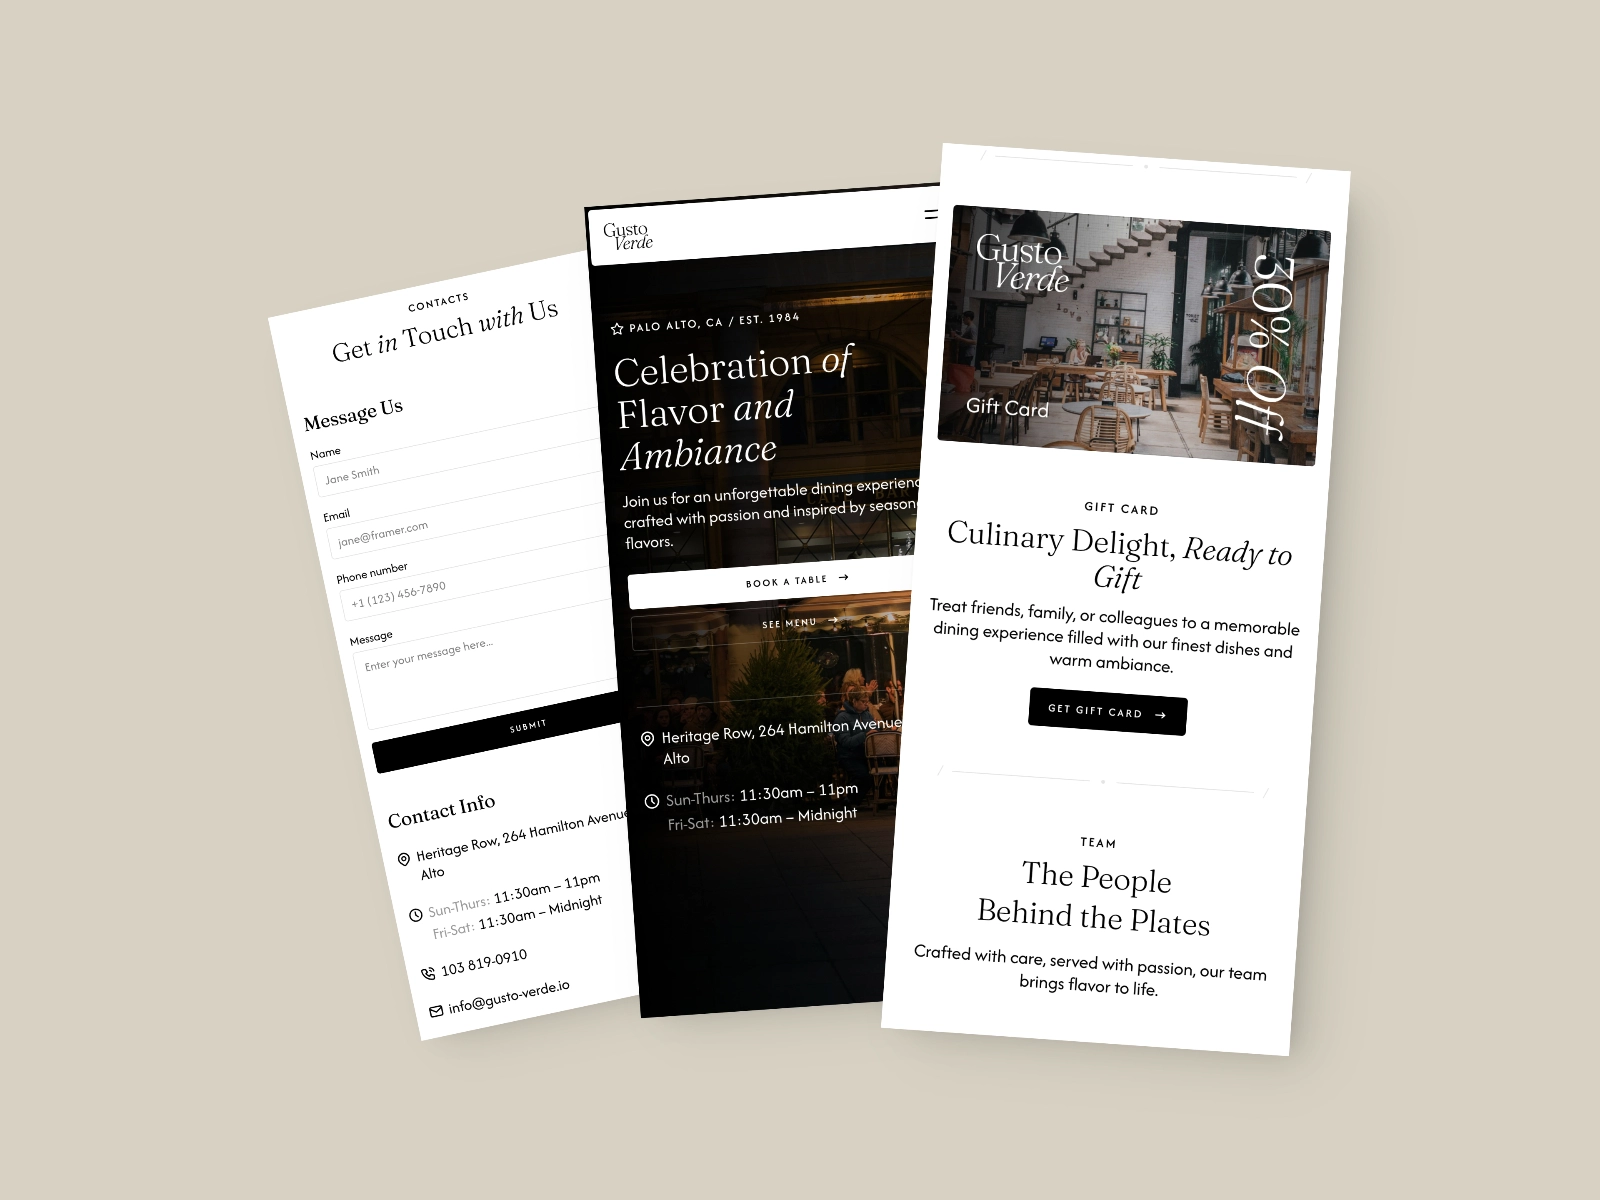 CONTACTS
Get in Touch with Us
Message Us
Name
Jane Smith
Email
jane@framer.com
Phone number
+1 (123) 456-7890
Message
Enter your message here...
SUBMIT
Contact Info
Heritage Row, 264 Hamilton Avenue
Alto
Sun-Thurs: 11:30am – 11pm
Fri-Sat: 11:30am – Midnight
103 819-0910
info@gusto-verde.io
Gusto
Verde
PALO ALTO, CA / EST. 1984
Celebration of
Flavor and
Ambiance
Join us for an unforgettable dining
crafted with passion and inspired by
flavors.
CAFE BAR
BOOK A TABLE
SEE MENU
Heritage Row, 264 Hamilton Avenue
Alto
Sun-Thurs: 11:30am – 11pm
Fri-Sat: 11:30am – Midnight
Gusto
Verde
love
30% Off
Gift Card
GIFT CARD
Culinary Delight, Ready to
Gift
Treat friends, family, or colleagues to a memorable
dining experience filled with our finest dishes and
warm ambiance.
GET GIFT CARD
TEAM
The People
Behind the Plates
Crafted with care, served with passion, our team
brings flavor to life.